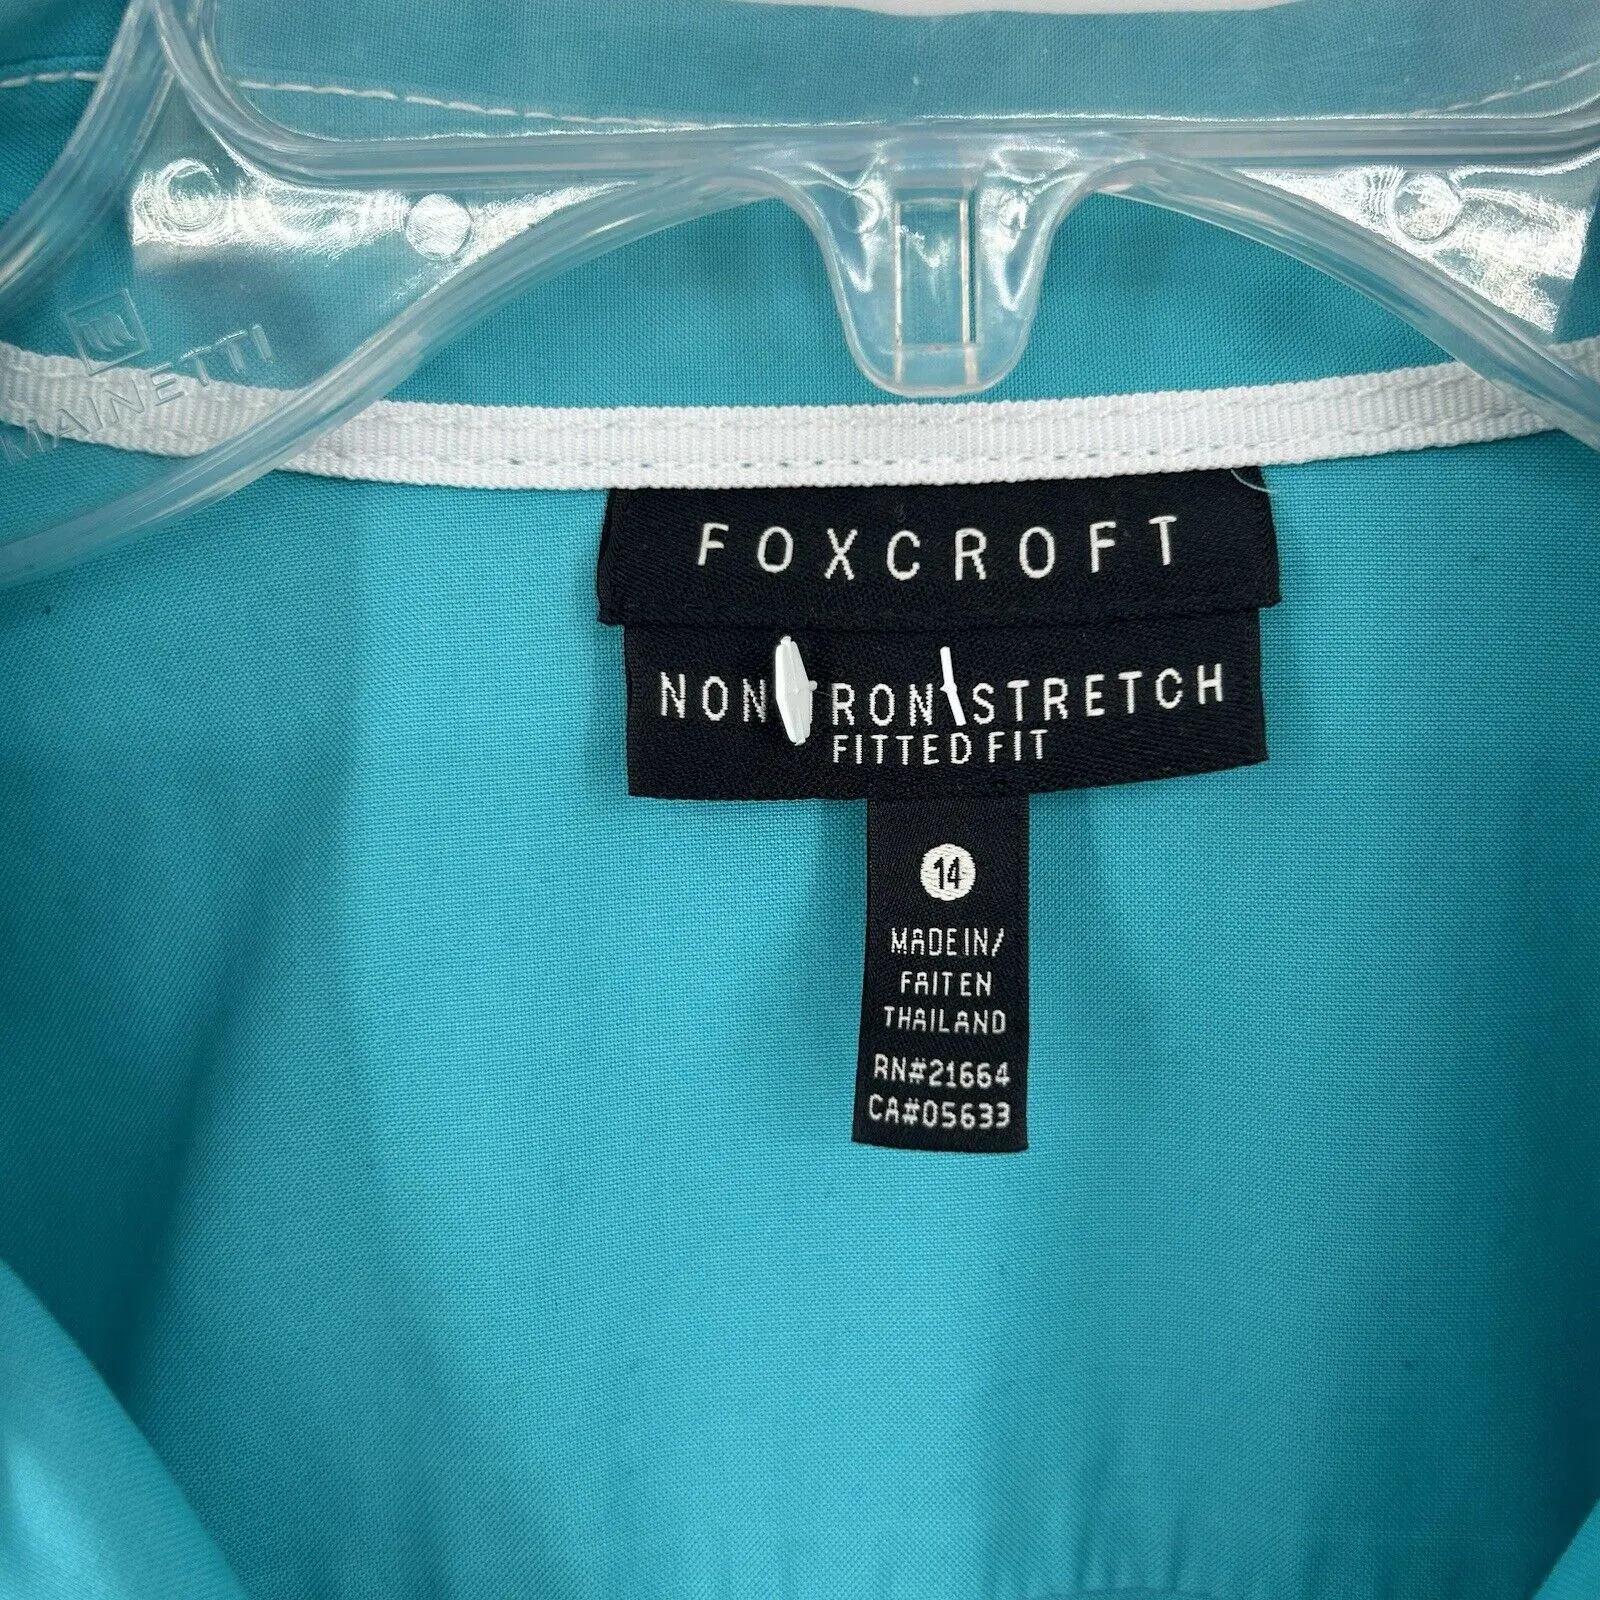 MAINETTI
FOXCROFT
NON IRON STRETCH
FITTED FIT
14
MADE IN/
FAIT EN
THAILAND
RN#21664
CA#05633